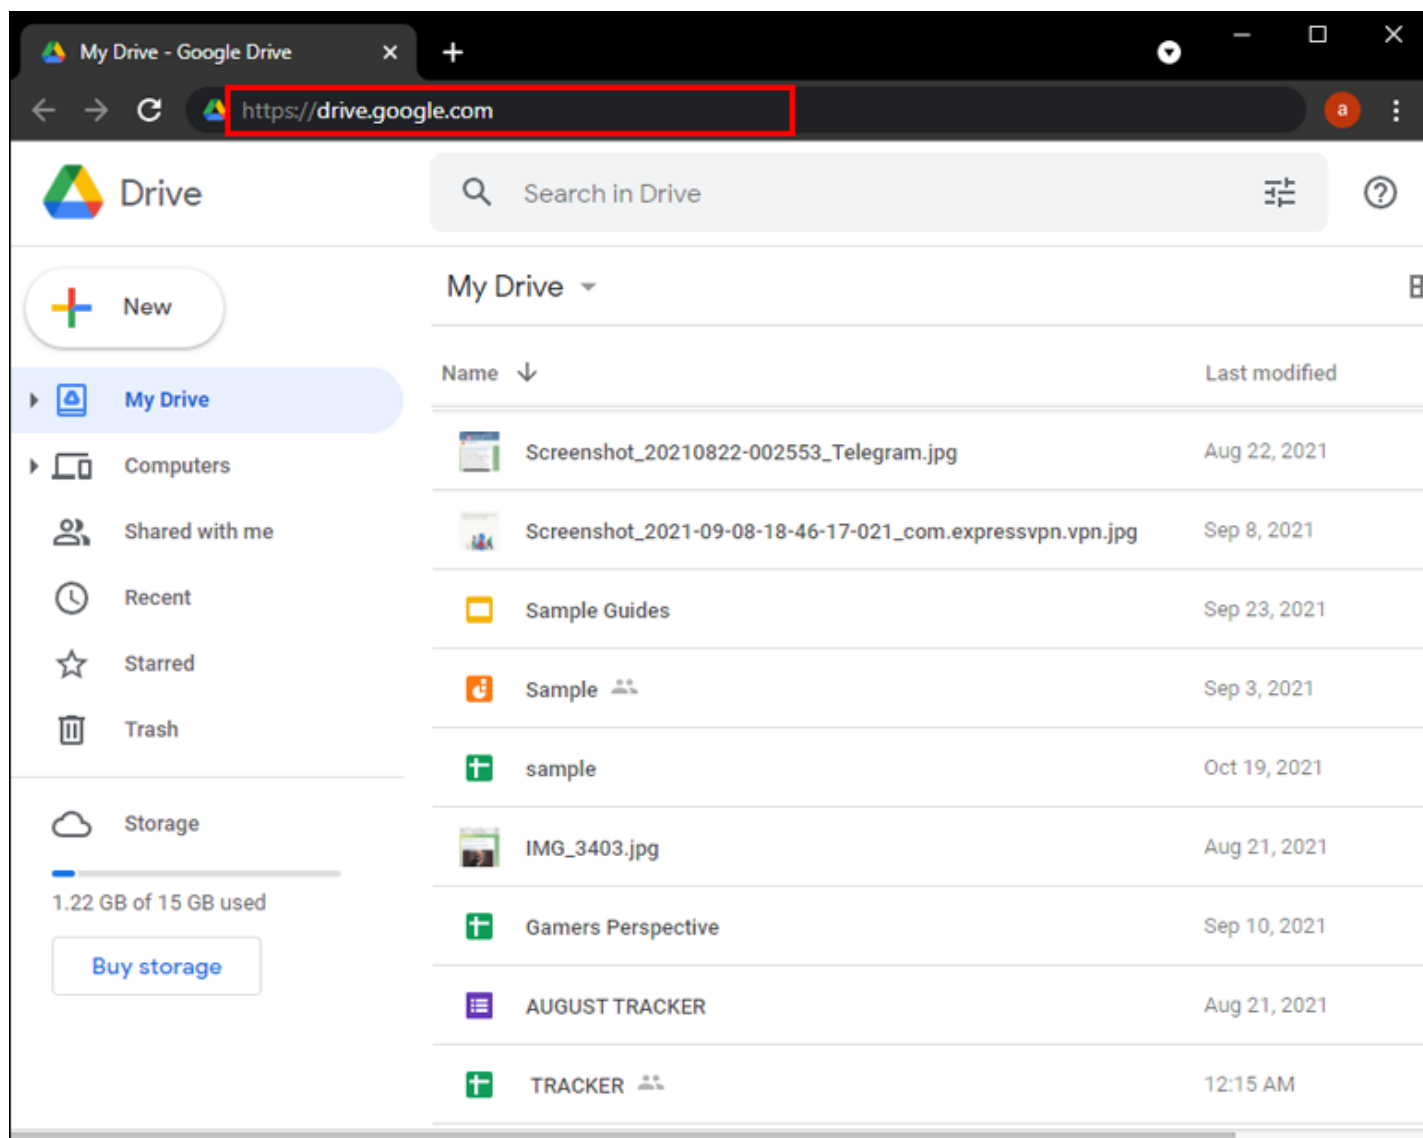 My Drive - Google Drive
https://drive.google.com
a
Drive
Search in Drive
New
My Drive
Computers
Shared with me
Recent
Starred
Trash
Storage
1.22 GB of 15 GB used
Buy storage
My Drive
Name Last modified
Screenshot_20210822-002553_Telegram.jpg Aug 22, 2021
Screenshot_2021-09-08-18-46-17-021_com.expressvpn.vpn.jpg Sep 8, 2021
Sample Guides Sep 23, 2021
Sample Sep 3, 2021
sample Oct 19, 2021
IMG_3403.jpg Aug 21, 2021
Gamers Perspective Sep 10, 2021
AUGUST TRACKER Aug 21, 2021
TRACKER 12:15 AM